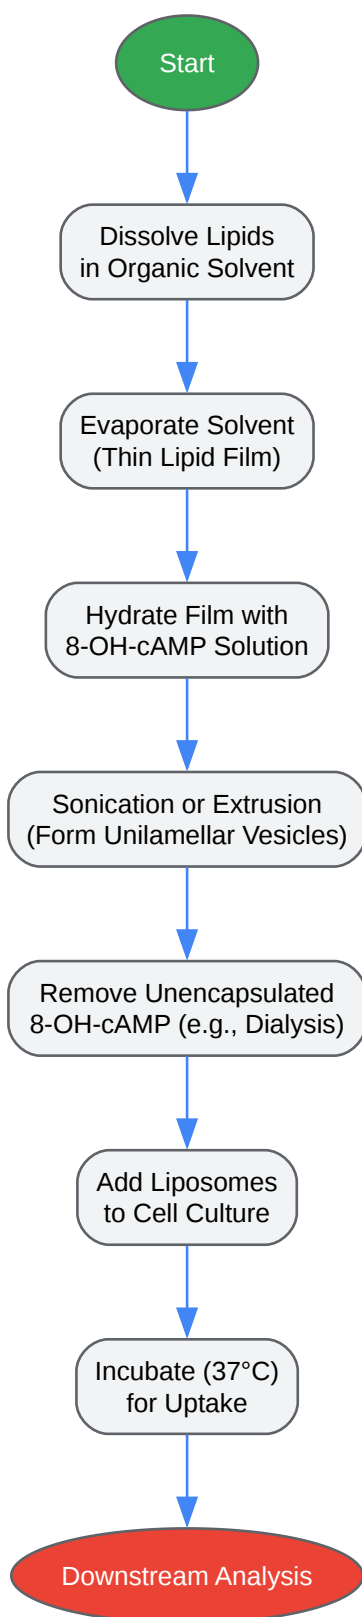 Start
Dissolve Lipids
in Organic Solvent
Evaporate Solvent
(Thin Lipid Film)
Hydrate Film with
8-OH-cAMP Solution
Sonication or Extrusion
(Form Unilamellar Vesicles)
Remove Unencapsulated
8-OH-cAMP (e.g., Dialysis)
Add Liposomes
to Cell Culture
Incubate (37°C)
for Uptake
Downstream Analysis